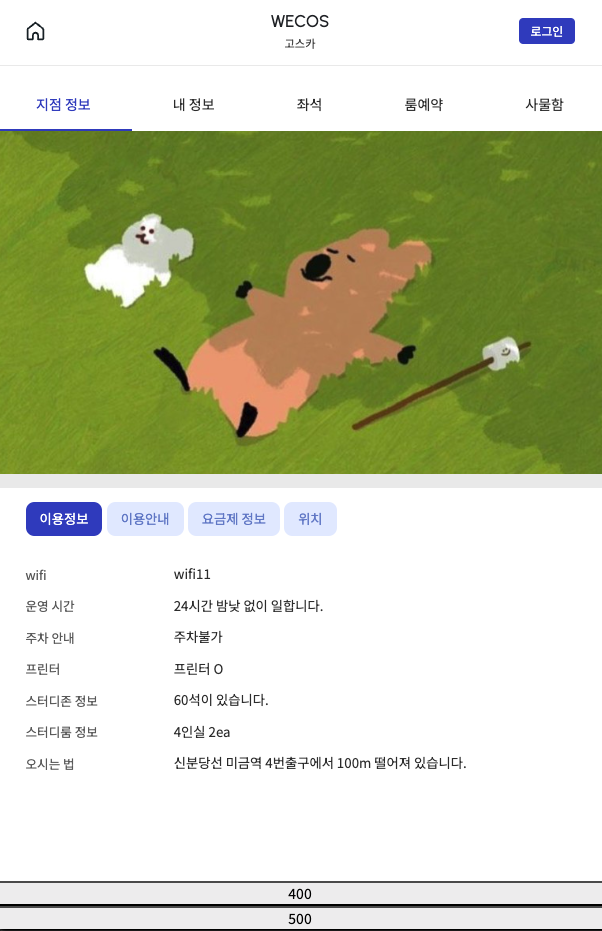 WECOS
고스카
로그인
지점 정보 내 정보 좌석 룸예약 사물함
이용정보 이용안내 요금제 정보 위치
wifi wifi11
운영 시간 24시간 밤낮 없이 일합니다.
주차 안내 주차불가
프린터 프린터 O
스터디존 정보 60석이 있습니다.
스터디룸 정보 4인실 2ea
오시는 법 신분당선 미금역 4번출구에서 100m 떨어져 있습니다.
400
500